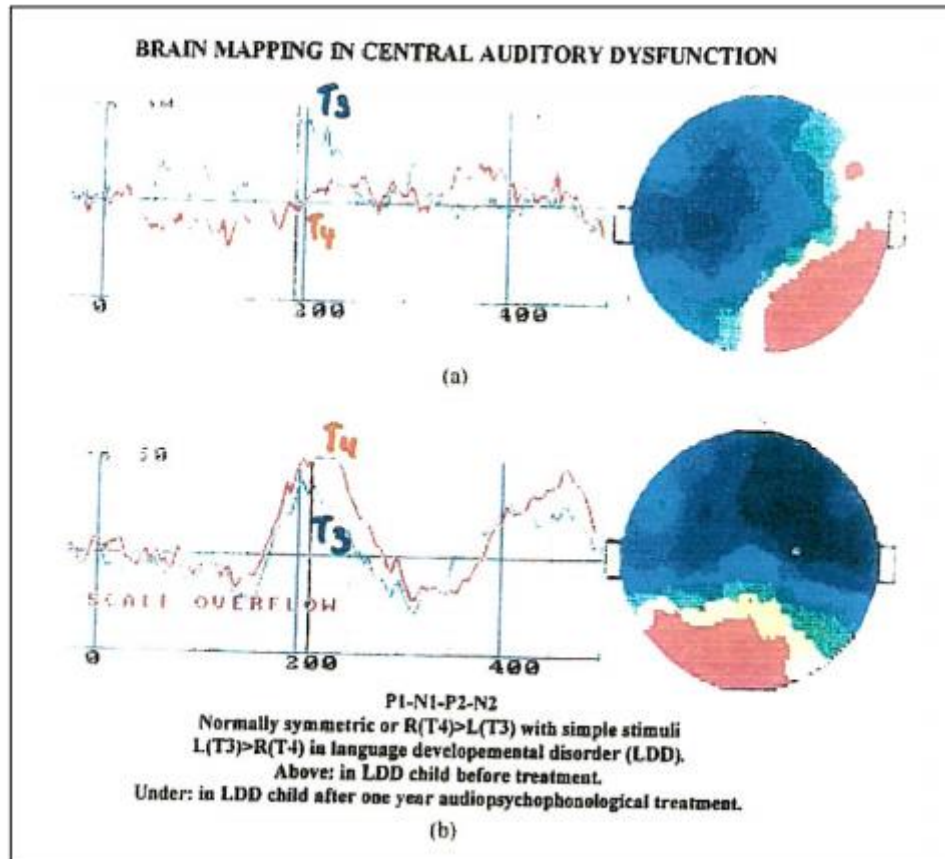 BRAIN MAPPING IN CENTRAL AUDITORY DYSFUNCTION
T3
T4
0
200
400
(a)
50
T4
T3
SCALE OVERFLOW
0
200
400
P1-N1-P2-N2
Normally symmetric or R(T4)>L(T3) with simple stimuli
L(T3)>R(T4) in language developemental disorder (LDD).
Above: in LDD child before treatment.
Under: in LDD child after one year audiopsychophonological treatment.
(b)